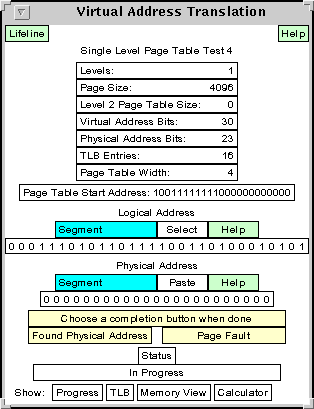 Virtual Address Translation
Lifeline Help
Single Level Page Table Test 4
Levels: 1
Page Size: 4096
Level 2 Page Table Size: 0
Virtual Address Bits: 30
Physical Address Bits: 23
TLB Entries: 16
Page Table Width: 4
Page Table Start Address: 10011111111000000000000
Logical Address
Segment Select Help
0 0 0 1 1 1 0 1 0 1 1 0 1 1 1 1 0 0 1 1 0 1 0 0 0 1 0 1 0 1
Physical Address
Segment Paste Help
0 0 0 0 0 0 0 0 0 0 0 0 0 0 0 0 0 0 0 0 0 0 0
Choose a completion button when done
Found Physical Address Page Fault
Status
In Progress
Show: Progress TLB Memory View Calculator